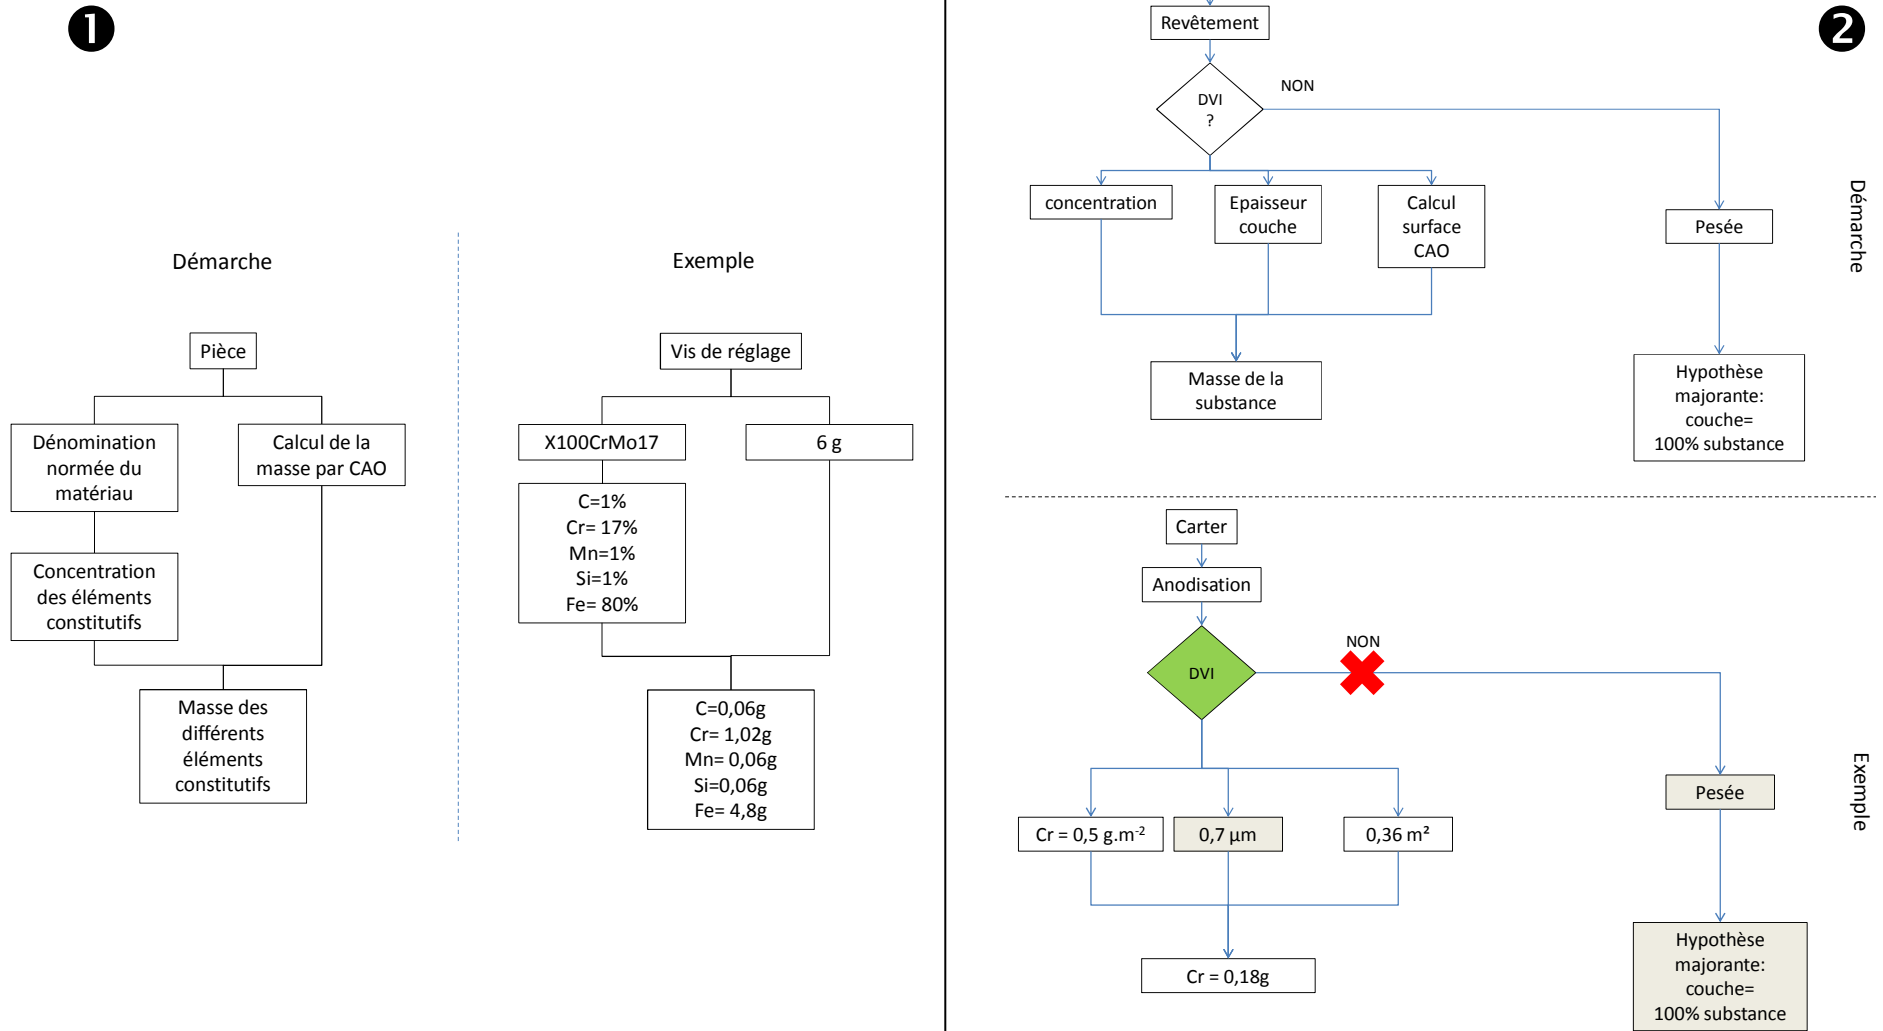 ❶
Démarche
Pièce
Dénomination
normée du
matériau
Calcul de la
masse par CAO
Concentration
des éléments
constitutifs
Masse des
différents
éléments
constitutifs
Exemple
Vis de réglage
X100CrMo17
6 g
C=1%
Cr= 17%
Mn=1%
Si=1%
Fe= 80%
C=0,06g
Cr= 1,02g
Mn= 0,06g
Si=0,06g
Fe= 4,8g
❷
Démarche
Revêtement
DVI
?
NON
concentration
Epaisseur
couche
Calcul
surface
CAO
Pesée
Masse de la
substance
Hypothèse
majorante:
couche=
100% substance
Exemple
Carter
Anodisation
DVI
NON
Pesée
Cr = 0,5 g.m⁻²
0,7 µm
0,36 m²
Cr = 0,18g
Hypothèse
majorante:
couche=
100% substance